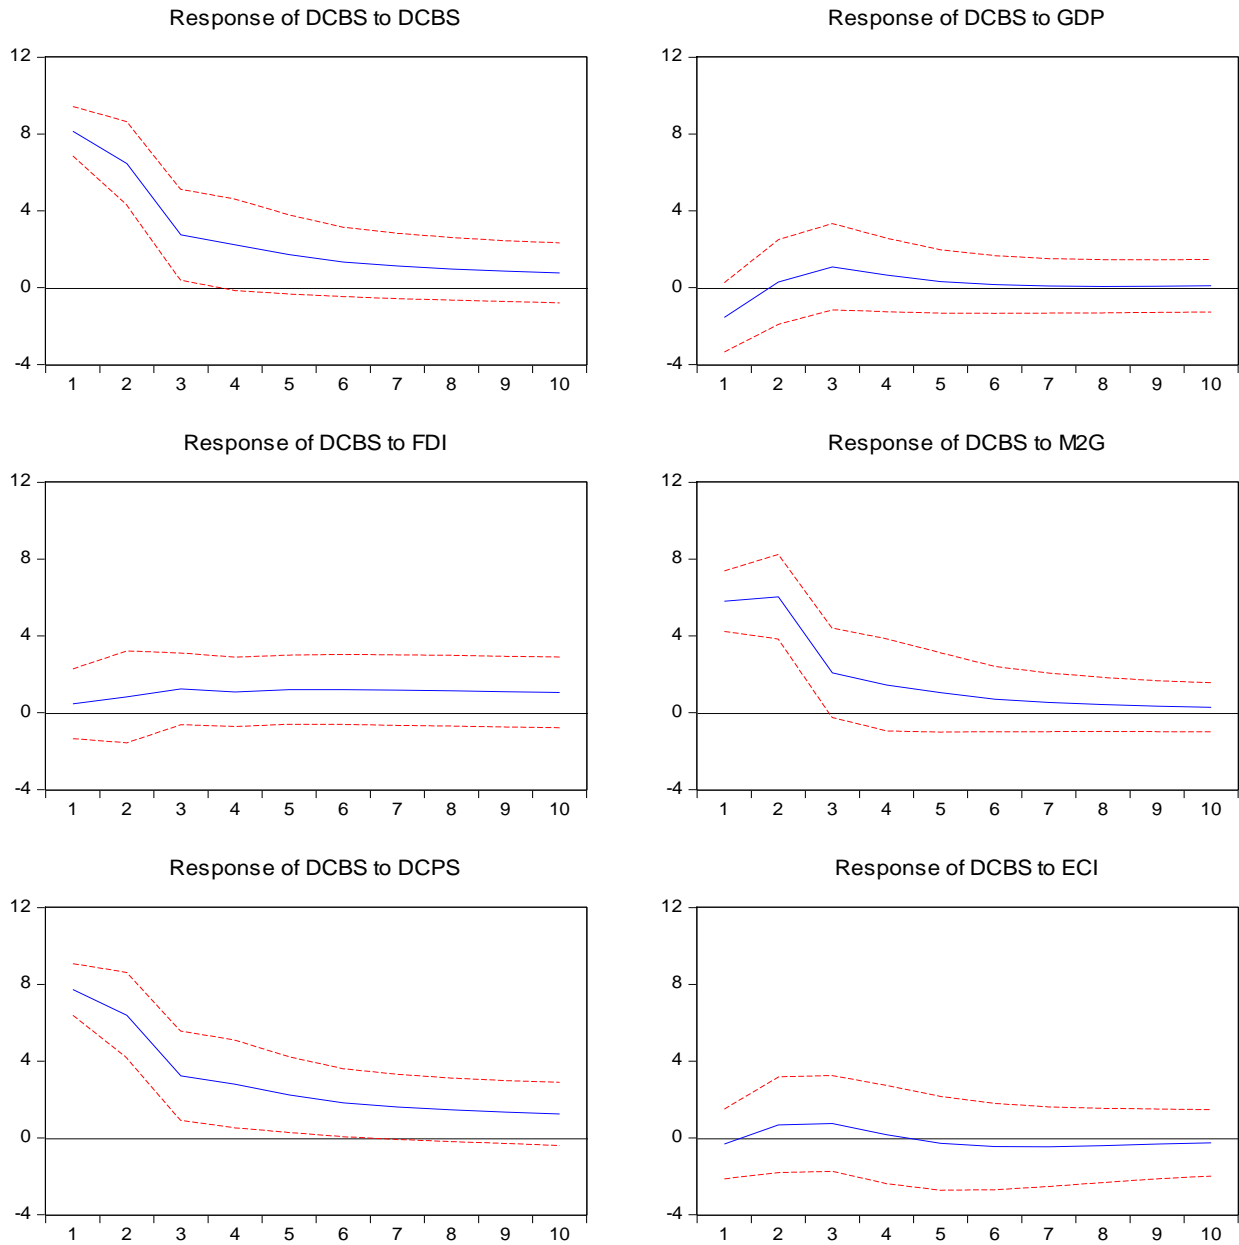 Response of DCBS to DCBS
12
8
4
0
-4
1 2 3 4 5 6 7 8 9 10
Response of DCBS to GDP
12
8
4
0
-4
1 2 3 4 5 6 7 8 9 10
Response of DCBS to FDI
12
8
4
0
-4
1 2 3 4 5 6 7 8 9 10
Response of DCBS to M2G
12
8
4
0
-4
1 2 3 4 5 6 7 8 9 10
Response of DCBS to DCPS
12
8
4
0
-4
1 2 3 4 5 6 7 8 9 10
Response of DCBS to ECI
12
8
4
0
-4
1 2 3 4 5 6 7 8 9 10